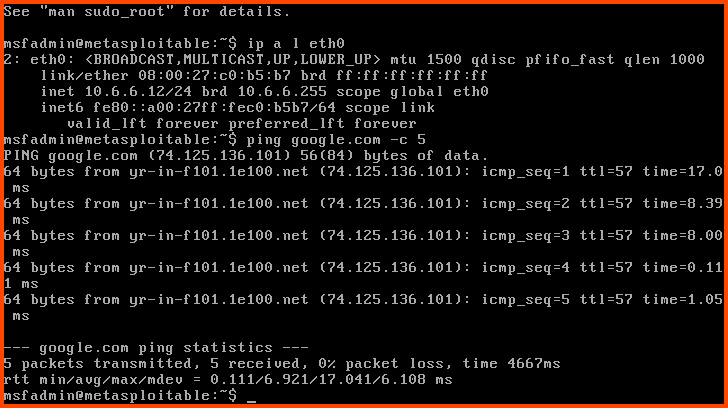 See "man sudo_root" for details.
msfadmin@metasploitable:~$ ip a l eth0
2: eth0: <BROADCAST,MULTICAST,UP,LOWER_UP> mtu 1500 qdisc pfifo_fast qlen 1000
link/ether 08:00:27:c0:b5:b7 brd ff:ff:ff:ff:ff:ff
inet 10.6.6.12/24 brd 10.6.6.255 scope global eth0
inet6 fe80::a00:27ff:fec0:b5b7/64 scope link
valid_lft forever preferred_lft forever
msfadmin@metasploitable:~$ ping google.com -c 5
PING google.com (74.125.136.101) 56(84) bytes of data.
64 bytes from yr-in-f101.1e100.net (74.125.136.101): icmp_seq=1 ttl=57 time=17.0
ms
64 bytes from yr-in-f101.1e100.net (74.125.136.101): icmp_seq=2 ttl=57 time=8.39
ms
64 bytes from yr-in-f101.1e100.net (74.125.136.101): icmp_seq=3 ttl=57 time=8.00
ms
64 bytes from yr-in-f101.1e100.net (74.125.136.101): icmp_seq=4 ttl=57 time=0.11
1 ms
64 bytes from yr-in-f101.1e100.net (74.125.136.101): icmp_seq=5 ttl=57 time=1.05
ms
--- google.com ping statistics ---
5 packets transmitted, 5 received, 0% packet loss, time 4667ms
rtt min/avg/max/mdev = 0.111/6.921/17.041/6.108 ms
msfadmin@metasploitable:~$ _